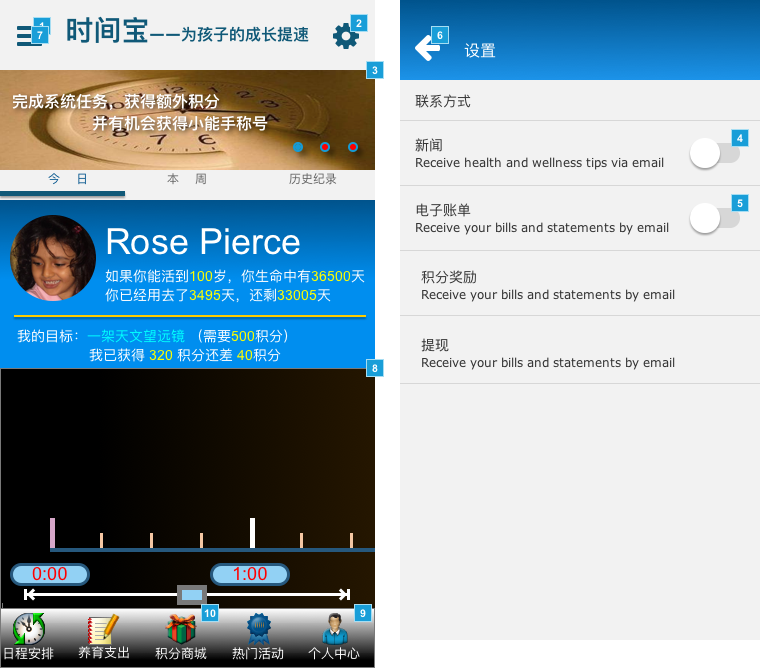 时间宝——为孩子的成长提速
7
2
3
完成系统任务，获得额外积分
并有机会获得小能手称号
今 日
本 周
历史纪录
Rose Pierce
如果你能活到100岁，你生命中有36500天
你已经用去了3495天，还剩33005天
我的目标：一架天文望远镜 （需要500积分）
我已获得 320 积分还差 40积分
8
0:00
1:00
10
9
日程安排
养育支出
积分商城
热门活动
个人中心
6
设置
联系方式
新闻
Receive health and wellness tips via email
4
电子账单
Receive your bills and statements by email
5
积分奖励
Receive your bills and statements by email
提现
Receive your bills and statements by email